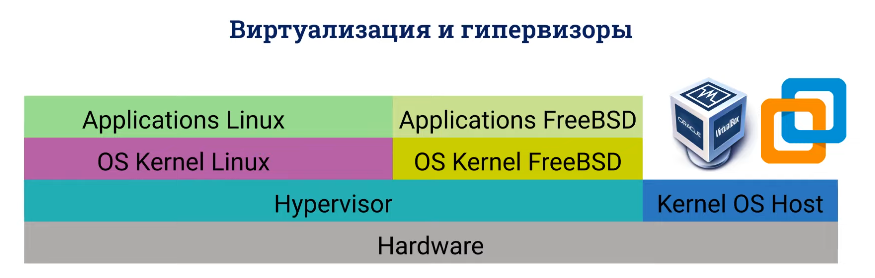 Виртуализация и гипервизоры
Applications Linux
Applications FreeBSD
ORACLE
VirtualBox
OS Kernel Linux
OS Kernel FreeBSD
Hypervisor
Kernel OS Host
Hardware